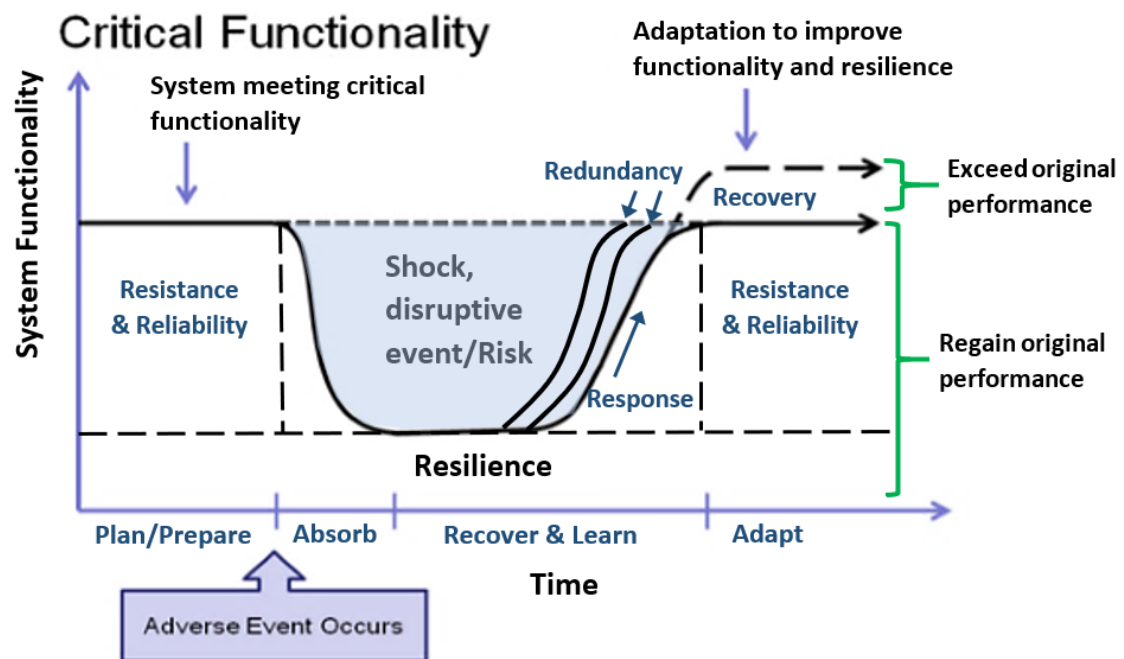 Critical Functionality
Adaptation to improve
functionality and resilience
System meeting critical
functionality
System Functionality
Redundancy
Recovery
Exceed original
performance
Shock,
disruptive
event/Risk
Resistance
& Reliability
Resistance
& Reliability
Regain original
performance
Response
Resilience
Plan/Prepare
Absorb
Recover & Learn
Adapt
Time
Adverse Event Occurs